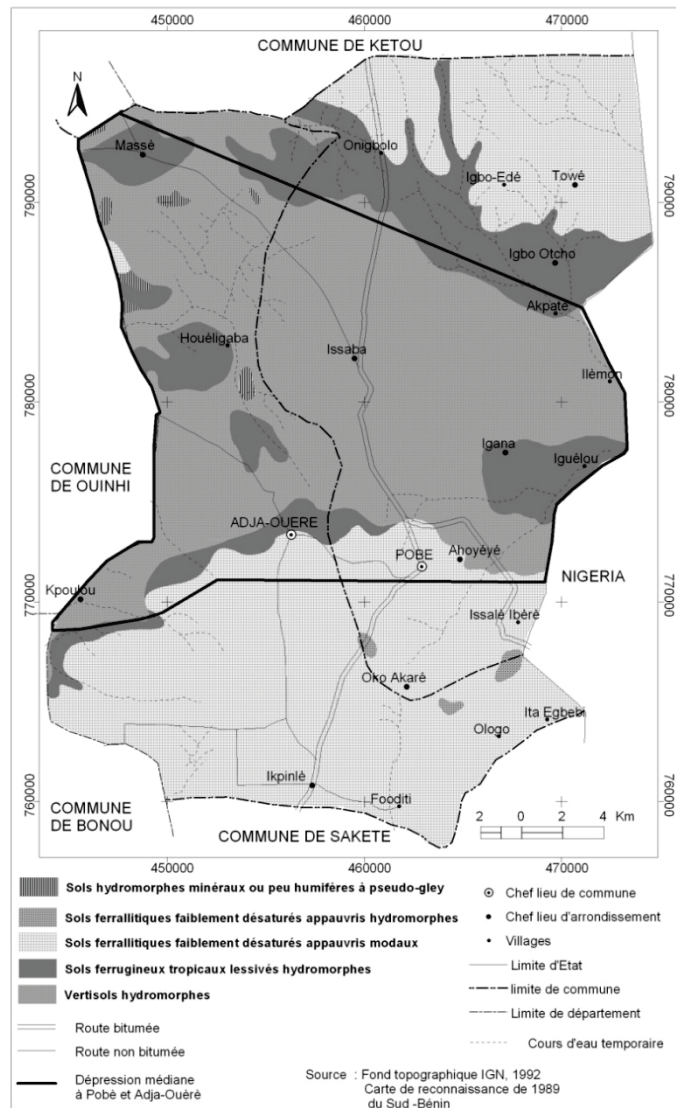 450000 460000 470000
COMMUNE DE KETOU
N
Massè
Onigbolo
Igbo-Edè
Towé
790000 790000
Igbo Otcho
Akpatè
Houéligaba
Issaba
Ilèmon
780000 780000
Igana
Iguélou
COMMUNE
DE OUINHI
ADJA-OUERE
POBE
Ahoyéyé
NIGERIA
Kpoulou
770000 770000
Issalé Ibèrè
Oko Akaré
Ita Egbebi
Ologo
Ikpinlè
Fooditi
760000 760000
COMMUNE
DE BONOU
COMMUNE DE SAKETE
2 0 2 4 Km
450000 460000 470000
Sols hydromorphes minéraux ou peu humifères à pseudo-gley
Sols ferrallitiques faiblement désaturés appauvris hydromorphes
Sols ferrallitiques faiblement désaturés appauvris modaux
Sols ferrugineux tropicaux lessivés hydromorphes
Vertisols hydromorphes
Route bitumée
Route non bitumée
Dépression médiane
à Pobè et Adja-Ouèrè
Chef lieu de commune
Chef lieu d'arrondissement
Villages
Limite d'Etat
limite de commune
Limite de département
Cours d'eau temporaire
Source : Fond topographique IGN, 1992
Carte de reconnaissance de 1989
du Sud -Bénin